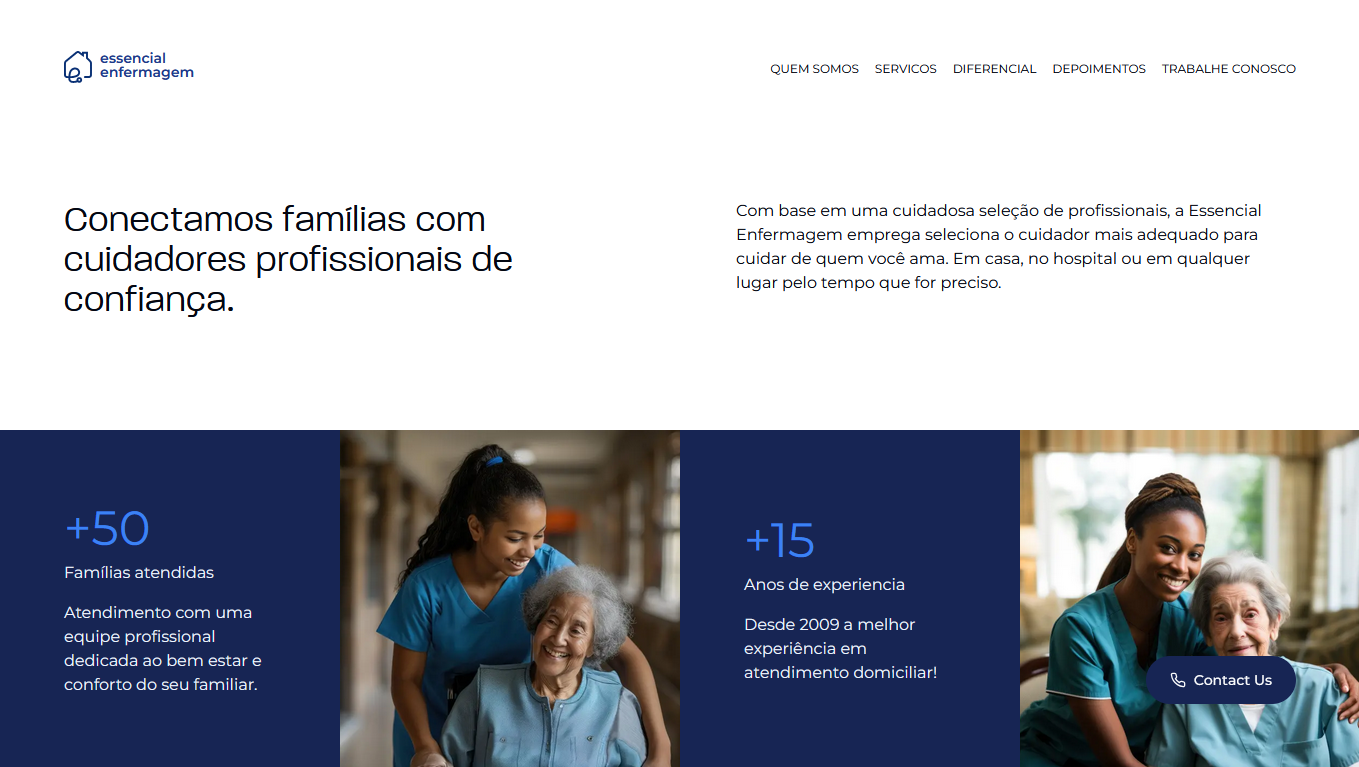 essencial
enfermagem
QUEM SOMOS SERVICOS DIFERENCIAL DEPOIMENTOS TRABALHE CONOSCO
Conectamos famílias com
cuidadores profissionais de
confiança.
Com base em uma cuidadosa seleção de profissionais, a Essencial
Enfermagem emprega seleciona o cuidador mais adequado para
cuidar de quem você ama. Em casa, no hospital ou em qualquer
lugar pelo tempo que for preciso.
+50
Famílias atendidas
Atendimento com uma
equipe profissional
dedicada ao bem estar e
conforto do seu familiar.
+15
Anos de experiencia
Desde 2009 a melhor
experiência em
atendimento domiciliar!
Contact Us